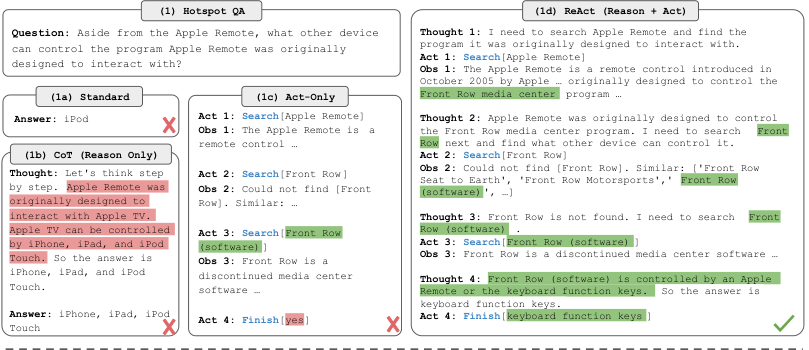 (1) Hotspot QA
Question: Aside from the Apple Remote, what other device
can control the program Apple Remote was originally
designed to interact with?
(1a) Standard
Answer: iPod
(1b) CoT (Reason Only)
Thought: Let's think step
by step. Apple Remote was
originally designed to
interact with Apple TV.
Apple TV can be controlled
by iPhone, iPad, and iPod
Touch. So the answer is
iPhone, iPad, and iPod
Touch.
Answer: iPhone, iPad, iPod
Touch
(1c) Act-Only
Act 1: Search[Apple Remote]
Obs 1: The Apple Remote is a
remote control …
Act 2: Search[Front Row]
Obs 2: Could not find [Front
Row]. Similar: …
Act 3: Search[Front Row
(software)]
Obs 3: Front Row is a
discontinued media center
software …
Act 4: Finish[yes]
(1d) ReAct (Reason + Act)
Thought 1: I need to search Apple Remote and find the
program it was originally designed to interact with.
Act 1: Search[Apple Remote]
Obs 1: The Apple Remote is a remote control introduced in
October 2005 by Apple … originally designed to control the
Front Row media center program …
Thought 2: Apple Remote was originally designed to control
the Front Row media center program. I need to search Front
Row next and find what other device can control it.
Act 2: Search[Front Row]
Obs 2: Could not find [Front Row]. Similar: ['Front Row
Seat to Earth', 'Front Row Motorsports',' Front Row
(software)', …]
Thought 3: Front Row is not found. I need to search Front
Row (software) .
Act 3: Search[Front Row (software)]
Obs 3: Front Row is a discontinued media center software …
Thought 4: Front Row (software) is controlled by an Apple
Remote or the keyboard function keys. So the answer is
keyboard function keys.
Act 4: Finish[keyboard function keys ]